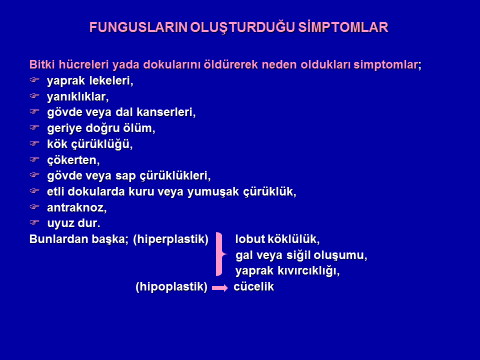 FUNGUSLARIN OLUŞTURDUĞU SİMPTOMLAR
Bitki hücreleri yada dokularını öldürerek neden oldukları simptomlar;
yaprak lekeleri,
yanıklıklar,
gövde veya dal kanserleri,
geriye doğru ölüm,
kök çürüklüğü,
çökerten,
gövde veya sap çürüklükleri,
etli dokularda kuru veya yumuşak çürüklük,
antraknoz,
uyuz dur.
Bunlardan başka; (hiperplastik) lobut köklülük,
gal veya siğil oluşumu,
yaprak kıvırcıklığı,
(hipoplastik) cücelik